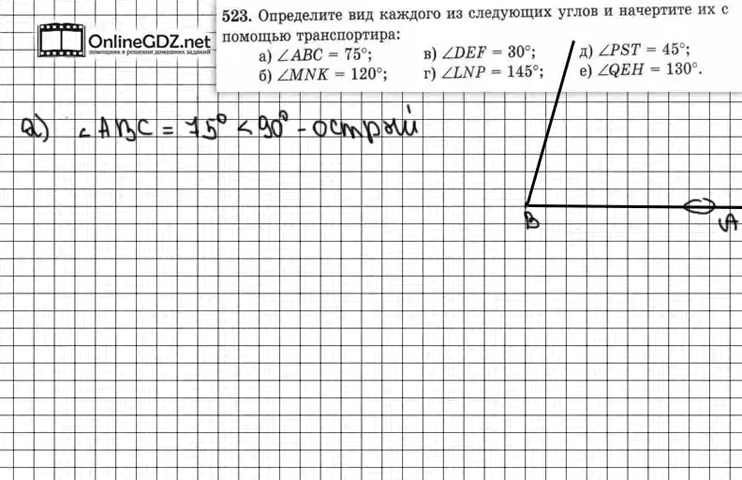 OnlineGDZ.net
помощник в решении домашних заданий
523. Определите вид каждого из следующих углов и начертите их с
помощью транспортира:
а) ∠ABC = 75°; в) ∠DEF = 30°; д) ∠PST = 45°;
б) ∠MNK = 120°; г) ∠LNP = 145°; е) ∠QEH = 130°.
а) ∠ABC = 75° < 90° - острый
B A